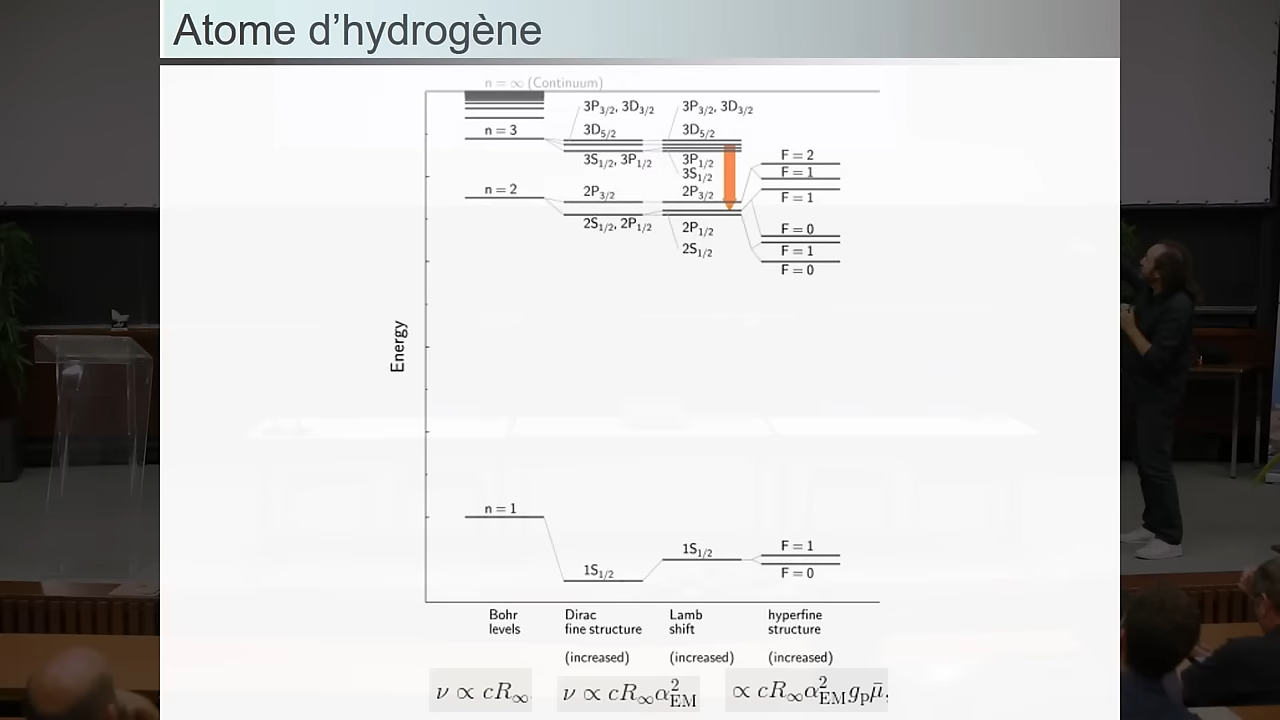 Atome d'hydrogène
n = ∞ (Continuum)
3P3/2, 3D3/2
3P3/2, 3D3/2
n = 3
3D5/2
3D5/2
3S1/2, 3P1/2
3P1/2
3S1/2
F = 2
F = 1
n = 2
2P3/2
2P3/2
F = 1
2S1/2, 2P1/2
2P1/2
F = 0
2S1/2
F = 1
F = 0
Energy
n = 1
1S1/2
1S1/2
F = 1
F = 0
Bohr
levels
Dirac
fine structure
(increased)
Lamb
shift
(increased)
hyperfine
structure
(increased)
ν ∝ cR∞
ν ∝ cR∞α²EM
∝ cR∞α²EM gp μ̄,